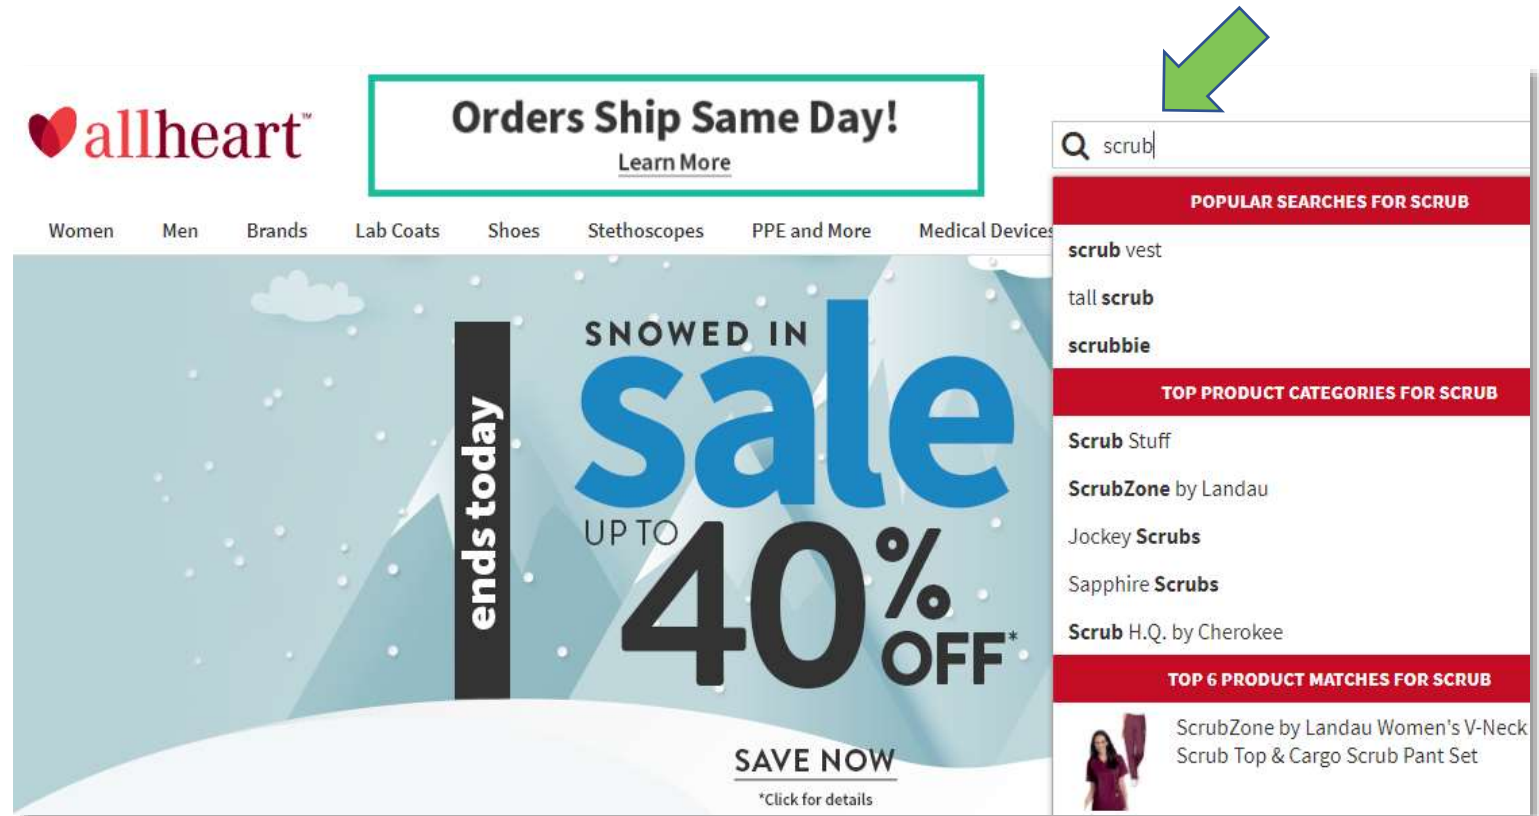 allheart™
Orders Ship Same Day!
Learn More
scrub
Women Men Brands Lab Coats Shoes Stethoscopes PPE and More Medical Devices
POPULAR SEARCHES FOR SCRUB
scrub vest
tall scrub
scrubbie
TOP PRODUCT CATEGORIES FOR SCRUB
Scrub Stuff
ScrubZone by Landau
Jockey Scrubs
Sapphire Scrubs
Scrub H.Q. by Cherokee
TOP 6 PRODUCT MATCHES FOR SCRUB
ScrubZone by Landau Women's V-Neck
Scrub Top & Cargo Scrub Pant Set
ends today
SNOWED IN
sale
UP TO
40%
OFF*
SAVE NOW
*Click for details